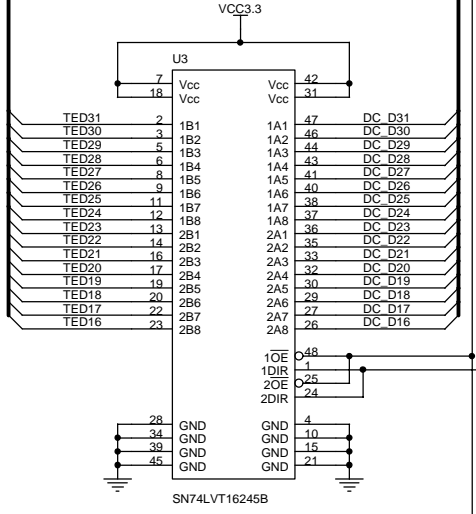 VCC3.3
U3
7 Vcc Vcc 42
18 Vcc Vcc 31
TED31 2 1B1 1A1 47 DC_D31
TED30 3 1B2 1A2 46 DC_D30
TED29 5 1B3 1A3 44 DC_D29
TED28 6 1B4 1A4 43 DC_D28
TED27 8 1B5 1A5 41 DC_D27
TED26 9 1B6 1A6 40 DC_D26
TED25 11 1B7 1A7 38 DC_D25
TED24 12 1B8 1A8 37 DC_D24
TED23 13 2B1 2A1 36 DC_D23
TED22 14 2B2 2A2 35 DC_D22
TED21 16 2B3 2A3 33 DC_D21
TED20 17 2B4 2A4 32 DC_D20
TED19 19 2B5 2A5 30 DC_D19
TED18 20 2B6 2A6 29 DC_D18
TED17 22 2B7 2A7 27 DC_D17
TED16 23 2B8 2A8 26 DC_D16
1OE 48
1DIR 1
2OE 25
2DIR 24
28 GND GND 4
34 GND GND 10
39 GND GND 15
45 GND GND 21
SN74LVT16245B